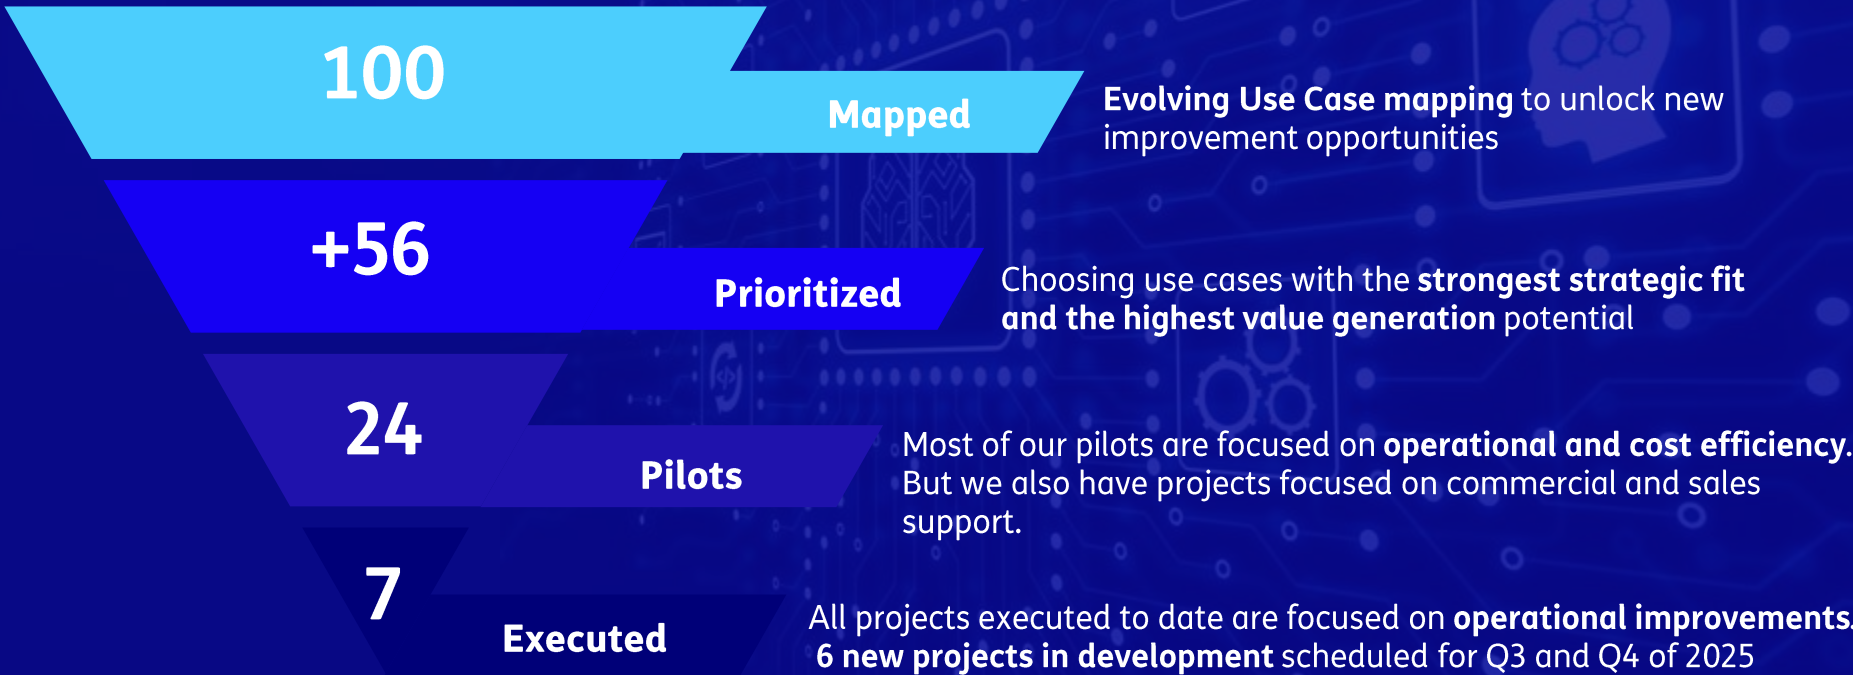 100
Mapped
Evolving Use Case mapping to unlock new
improvement opportunities
+56
Prioritized
Choosing use cases with the strongest strategic fit
and the highest value generation potential
24
Pilots
Most of our pilots are focused on operational and cost efficiency.
But we also have projects focused on commercial and sales
support.
7
Executed
All projects executed to date are focused on operational improvements.
6 new projects in development scheduled for Q3 and Q4 of 2025